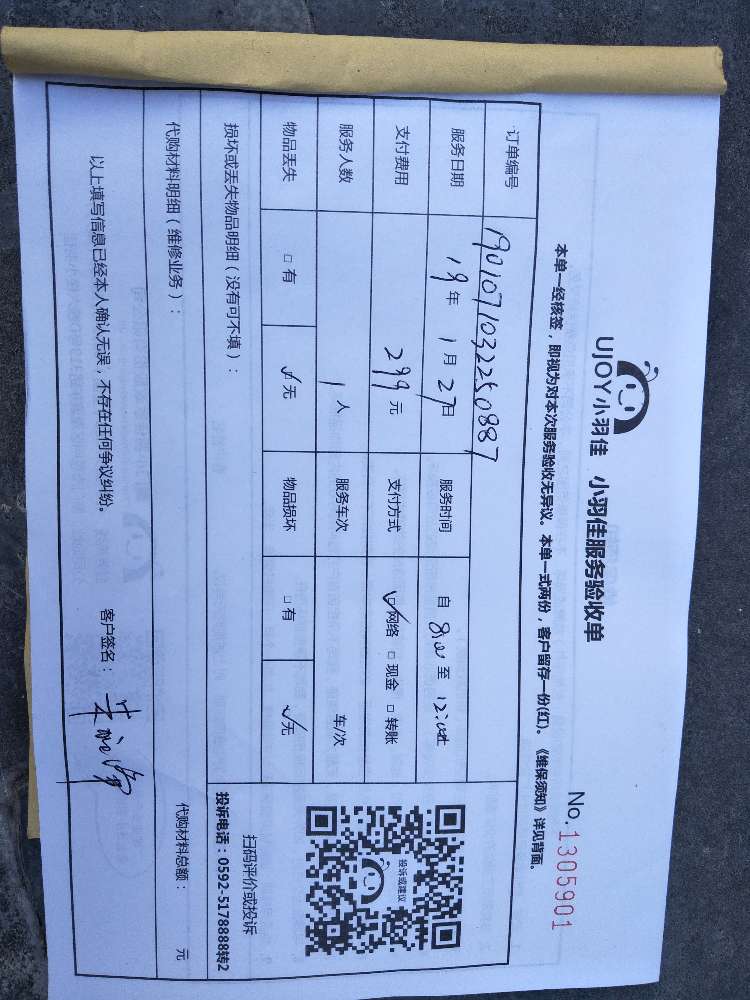 UJOY小羽佳 小羽佳服务验收单
No.1305901
本单一经核签，即视为对本次服务验收无异议。本单一式两份，客户留存一份(红)。《维保须知》详见背面。
订单编号 1901071032250887
服务日期 19年 1月 27日 服务时间 自 8:00 至 12:00止
支付费用 299 元 支付方式 ☑网络 □现金 □转账
服务人数 1 人 服务车次 车/次
物品丢失 □有 ☑无 物品损坏 □有 ☑无
投诉或建议
扫码评价或投诉
投诉电话：0592-5178888转2
损坏或丢失物品明细（没有可不填）：
代购材料明细（维修业务）：
代购材料总额： 元
以上填写信息已经本人确认无误，不存在任何争议纠纷。
客户签名：